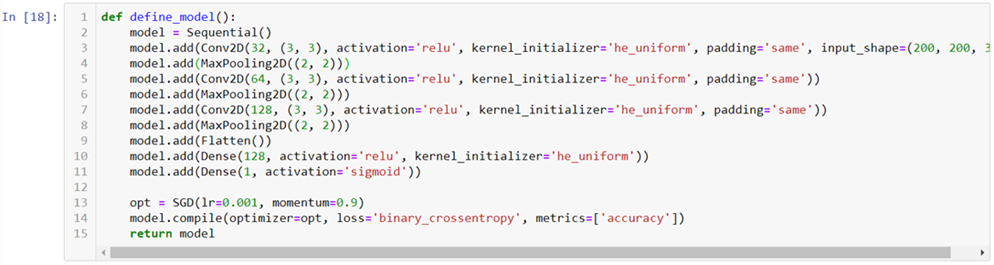 In [18]:
1 def define_model():
2     model = Sequential()
3     model.add(Conv2D(32, (3, 3), activation='relu', kernel_initializer='he_uniform', padding='same', input_shape=(200, 200, 3
4     model.add(MaxPooling2D((2, 2)))
5     model.add(Conv2D(64, (3, 3), activation='relu', kernel_initializer='he_uniform', padding='same'))
6     model.add(MaxPooling2D((2, 2)))
7     model.add(Conv2D(128, (3, 3), activation='relu', kernel_initializer='he_uniform', padding='same'))
8     model.add(MaxPooling2D((2, 2)))
9     model.add(Flatten())
10     model.add(Dense(128, activation='relu', kernel_initializer='he_uniform'))
11     model.add(Dense(1, activation='sigmoid'))
12
13     opt = SGD(lr=0.001, momentum=0.9)
14     model.compile(optimizer=opt, loss='binary_crossentropy', metrics=['accuracy'])
15     return model